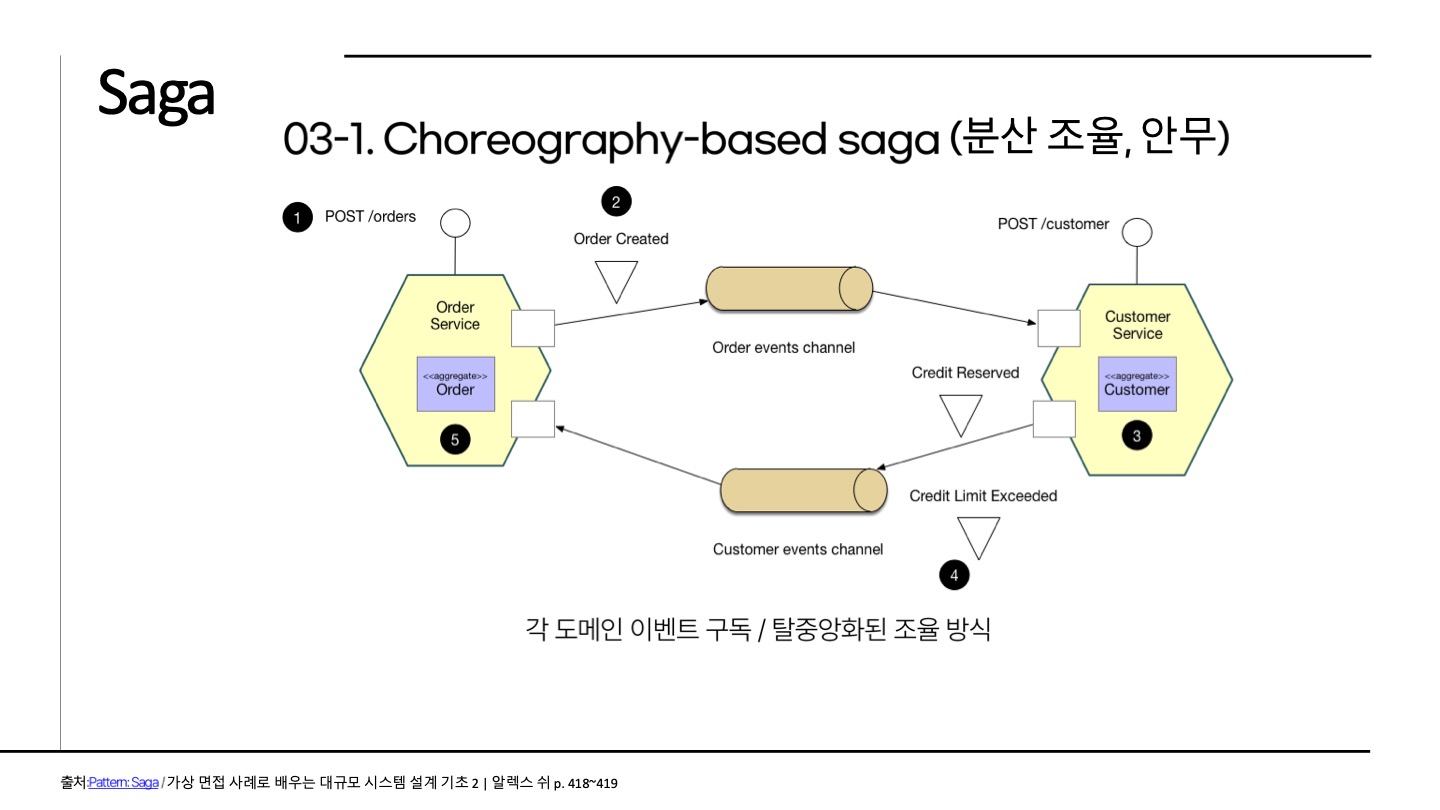 Saga
03-1. Choreography-based saga (분산 조율, 안무)
1 POST /orders
2
Order Created
POST /customer
Order
Service
Customer
Service
Order events channel
<<aggregate>>
Order
Credit Reserved
<<aggregate>>
Customer
5
3
Credit Limit Exceeded
Customer events channel
4
각 도메인 이벤트 구독 / 탈중앙화된 조율 방식
출처:Pattern: Saga / 가상 면접 사례로 배우는 대규모 시스템 설계 기초 2 | 알렉스 쉬 p. 418~419